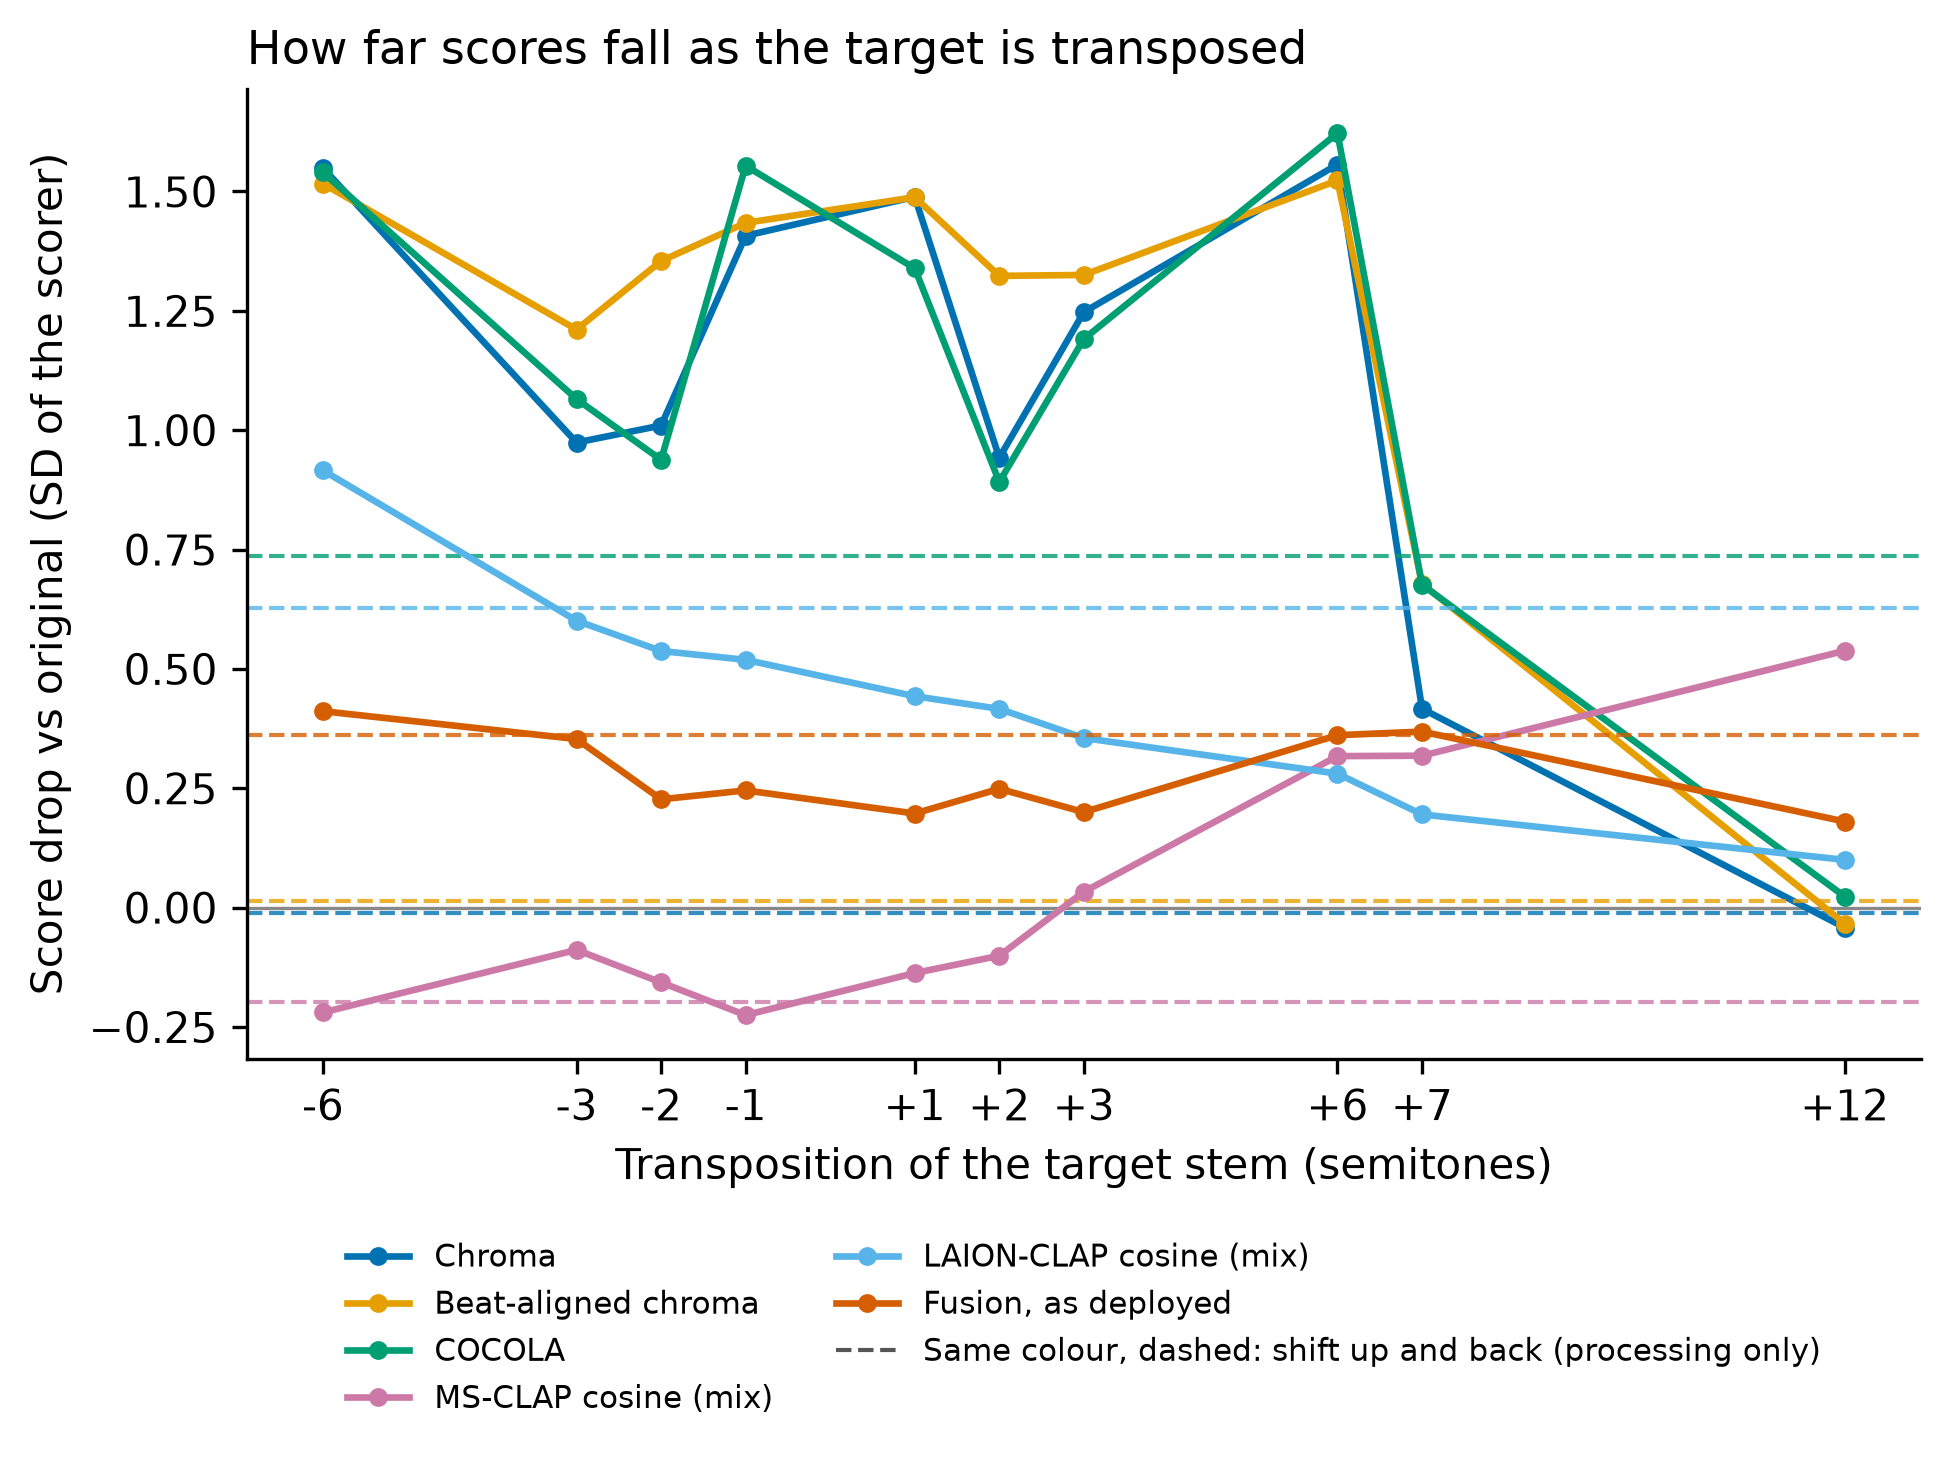 How far scores fall as the target is transposed
Score drop vs original (SD of the scorer)
1.50
1.25
1.00
0.75
0.50
0.25
0.00
−0.25
-6 -3 -2 -1 +1 +2 +3 +6 +7 +12
Transposition of the target stem (semitones)
Chroma
Beat-aligned chroma
COCOLA
MS-CLAP cosine (mix)
LAION-CLAP cosine (mix)
Fusion, as deployed
Same colour, dashed: shift up and back (processing only)